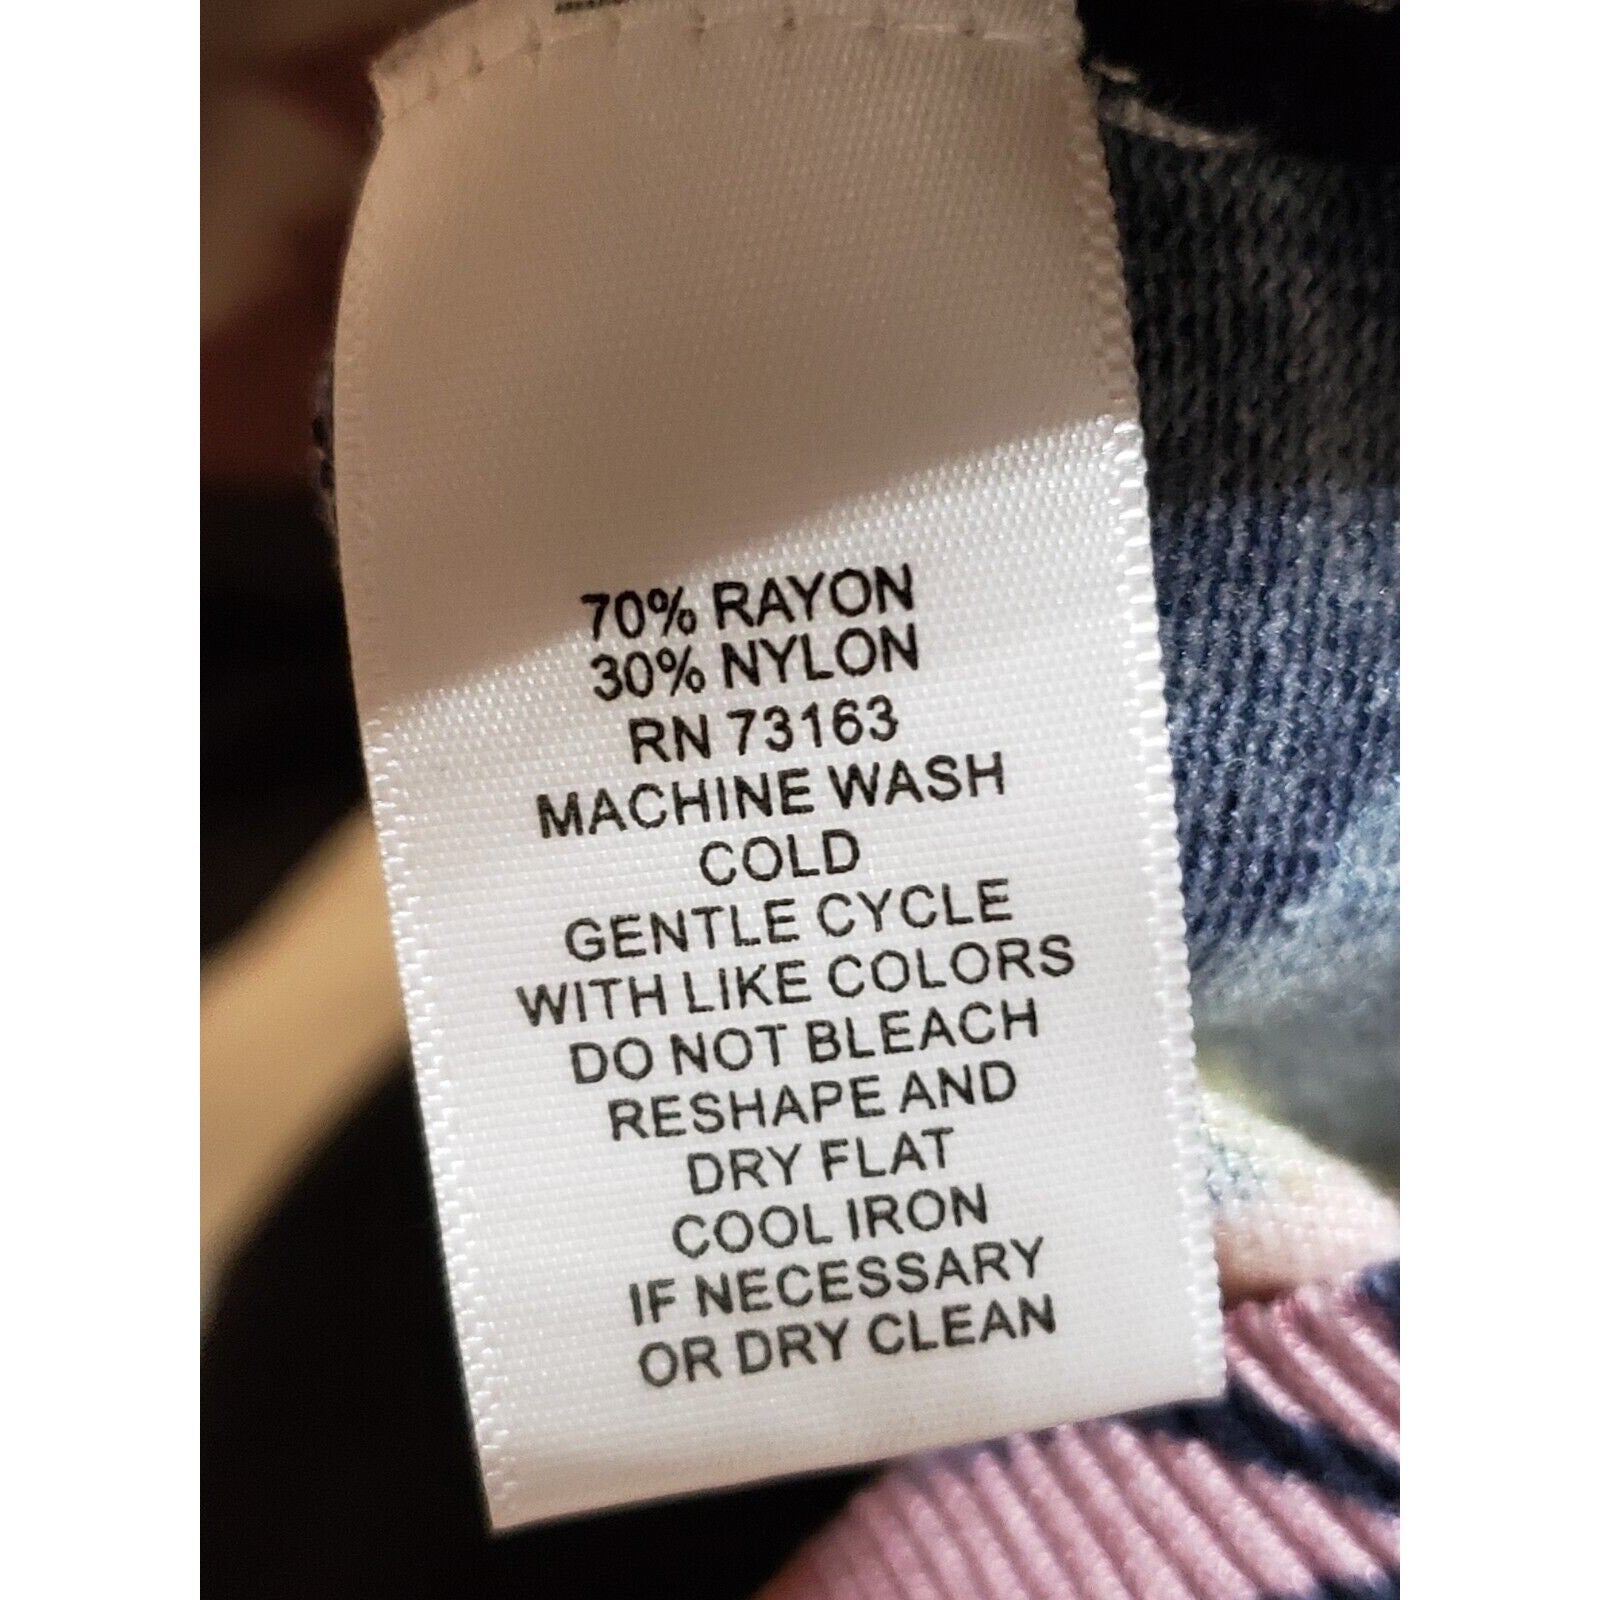 70% RAYON
30% NYLON
RN 73163
MACHINE WASH
COLD
GENTLE CYCLE
WITH LIKE COLORS
DO NOT BLEACH
RESHAPE AND
DRY FLAT
COOL IRON
IF NECESSARY
OR DRY CLEAN